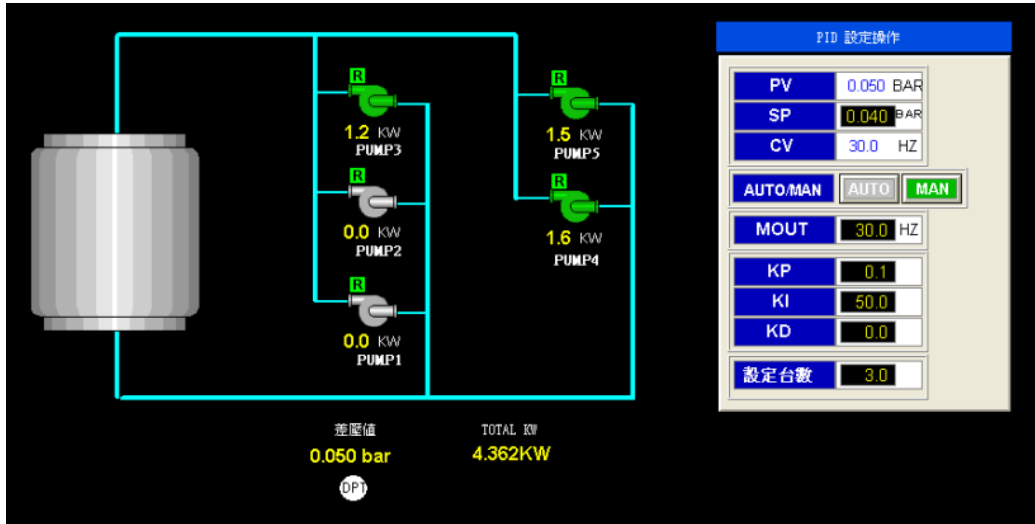 R
1.2 KW
PUMP3
R
0.0 KW
PUMP2
R
0.0 KW
PUMP1
R
1.5 KW
PUMP5
R
1.6 KW
PUMP4
差壓值
0.050 bar
DPT
TOTAL KW
4.362KW
PID 設定操作
PV 0.050 BAR
SP 0.040 BAR
CV 30.0 HZ
AUTO/MAN AUTO MAN
MOUT 30.0 HZ
KP 0.1
KI 50.0
KD 0.0
設定台數 3.0